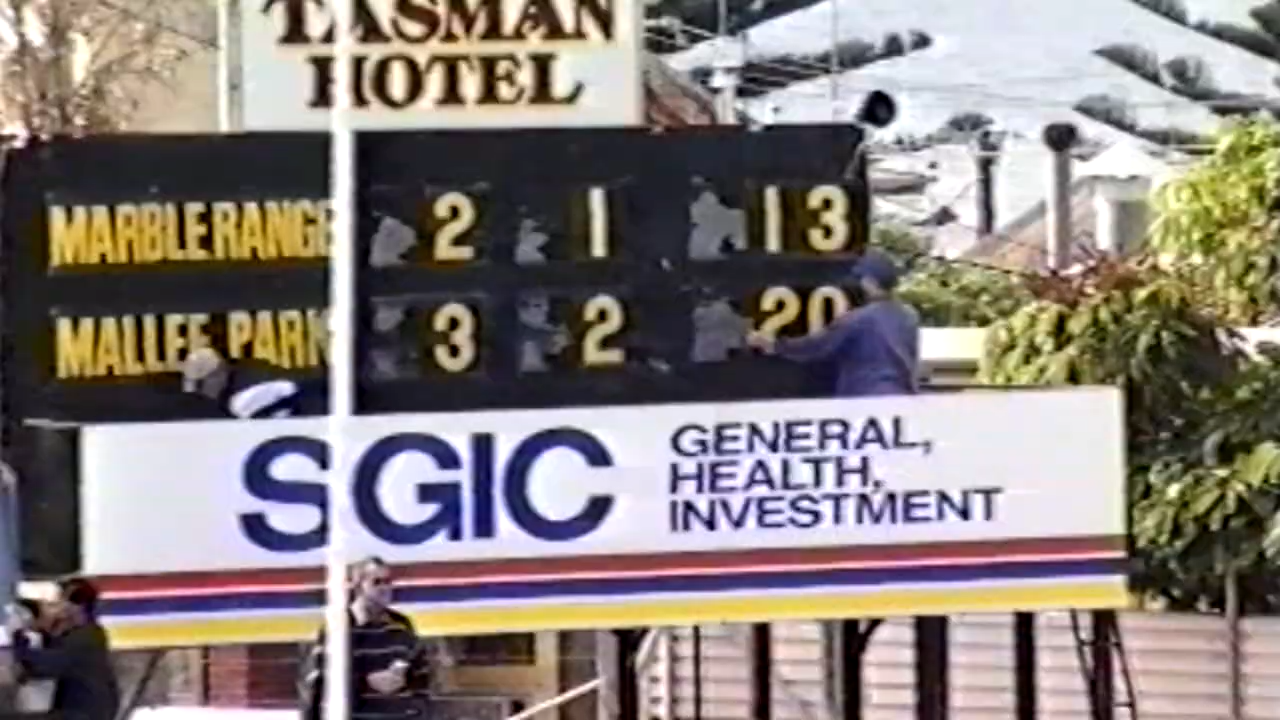 TASMAN
HOTEL
MARBLE RANGE 2 1 13
MALLEE PARK 3 2 20
SGIC
GENERAL,
HEALTH,
INVESTMENT